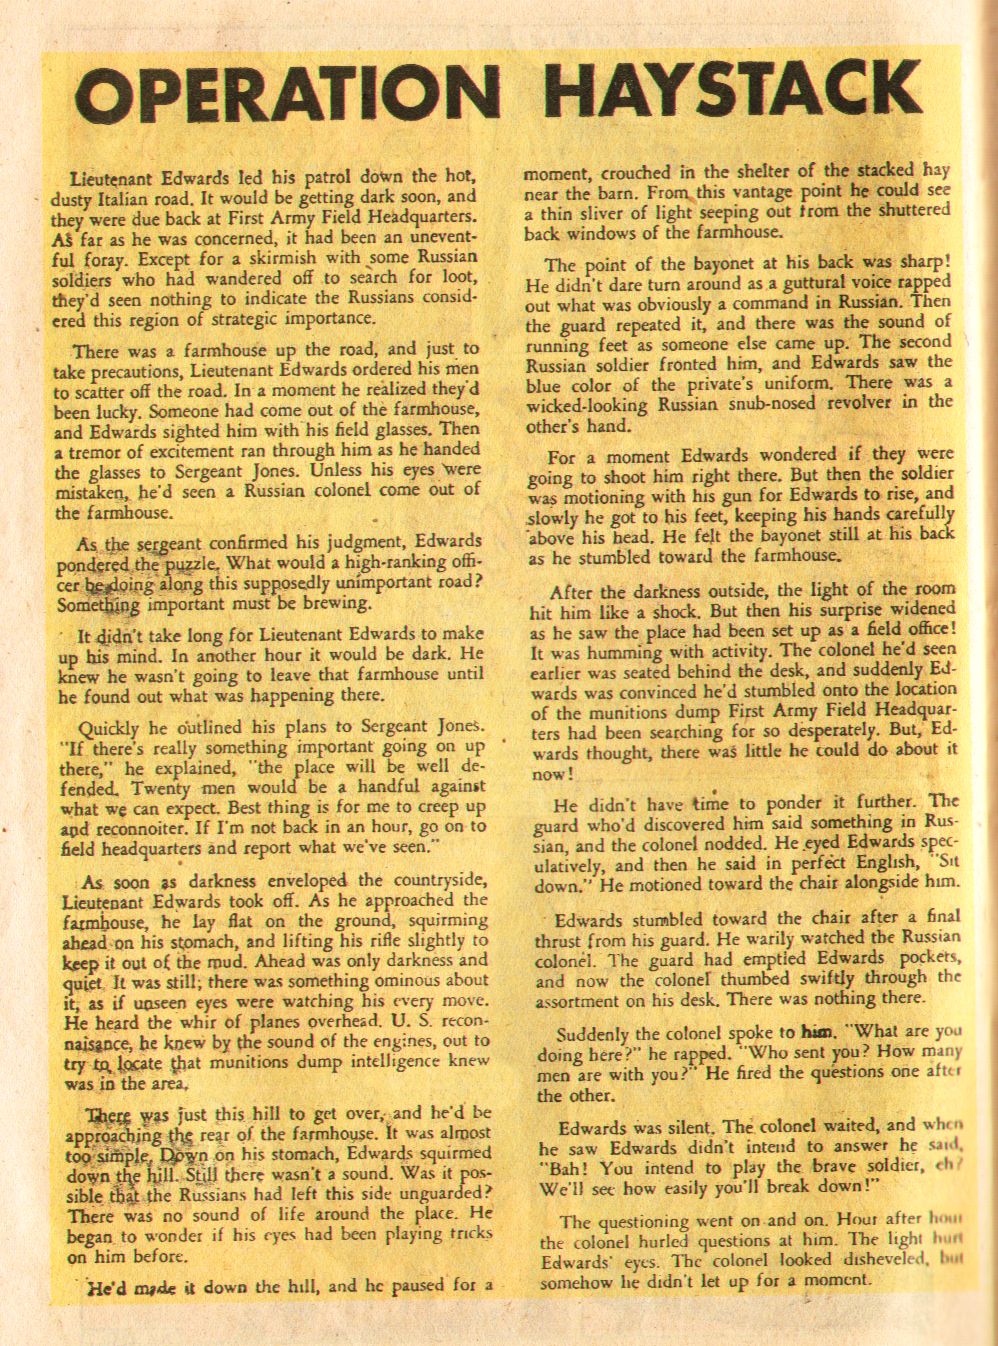 OPERATION HAYSTACK
Lieutenant Edwards led his patrol down the hot,
dusty Italian road. It would be getting dark soon, and
they were due back at First Army Field Headquarters.
As far as he was concerned, it had been an unevent-
ful foray. Except for a skirmish with some Russian
soldiers who had wandered off to search for loot,
they'd seen nothing to indicate the Russians consid-
ered this region of strategic importance.
There was a farmhouse up the road, and just to
take precautions, Lieutenant Edwards ordered his men
to scatter off the road. In a moment he realized they'd
been lucky. Someone had come out of the farmhouse,
and Edwards sighted him with his field glasses. Then
a tremor of excitement ran through him as he handed
the glasses to Sergeant Jones. Unless his eyes were
mistaken, he'd seen a Russian colonel come out of
the farmhouse.
As the sergeant confirmed his judgment, Edwards
pondered the puzzle. What would a high-ranking offi-
cer be doing along this supposedly unimportant road?
Something important must be brewing.
It didn't take long for Lieutenant Edwards to make
up his mind. In another hour it would be dark. He
knew he wasn't going to leave that farmhouse until
he found out what was happening there.
Quickly he outlined his plans to Sergeant Jones.
"If there's really something important going on up
there," he explained, "the place will be well de-
fended. Twenty men would be a handful against
what we can expect. Best thing is for me to creep up
and reconnoiter. If I'm not back in an hour, go on to
field headquarters and report what we've seen."
As soon as darkness enveloped the countryside,
Lieutenant Edwards took off. As he approached the
farmhouse, he lay flat on the ground, squirming
ahead on his stomach, and lifting his rifle slightly to
keep it out of the mud. Ahead was only darkness and
quiet. It was still; there was something ominous about
it, as if unseen eyes were watching his every move.
He heard the whir of planes overhead. U. S. recon-
naisance, he knew by the sound of the engines, out to
try to locate that munitions dump intelligence knew
was in the area.
There was just this hill to get over, and he'd be
approaching the rear of the farmhouse. It was almost
too simple. Down on his stomach, Edwards squirmed
down the hill. Still there wasn't a sound. Was it pos-
sible that the Russians had left this side unguarded?
There was no sound of life around the place. He
began to wonder if his eyes had been playing tricks
on him before.
He'd made it down the hill, and he paused for a
moment, crouched in the shelter of the stacked hay
near the barn. From this vantage point he could see
a thin sliver of light seeping out from the shuttered
back windows of the farmhouse.
The point of the bayonet at his back was sharp!
He didn't dare turn around as a guttural voice rapped
out what was obviously a command in Russian. Then
the guard repeated it, and there was the sound of
running feet as someone else came up. The second
Russian soldier fronted him, and Edwards saw the
blue color of the private's uniform. There was a
wicked-looking Russian snub-nosed revolver in the
other's hand.
For a moment Edwards wondered if they were
going to shoot him right there. But then the soldier
was motioning with his gun for Edwards to rise, and
slowly he got to his feet, keeping his hands carefully
above his head. He felt the bayonet still at his back
as he stumbled toward the farmhouse.
After the darkness outside, the light of the room
hit him like a shock. But then his surprise widened
as he saw the place had been set up as a field office!
It was humming with activity. The colonel he'd seen
earlier was seated behind the desk, and suddenly Ed-
wards was convinced he'd stumbled onto the location
of the munitions dump First Army Field Headquar-
ters had been searching for so desperately. But, Ed-
wards thought, there was little he could do about it
now!
He didn't have time to ponder it further. The
guard who'd discovered him said something in Rus-
sian, and the colonel nodded. He eyed Edwards spec-
ulatively, and then he said in perfect English, "Sit
down." He motioned toward the chair alongside him.
Edwards stumbled toward the chair after a final
thrust from his guard. He warily watched the Russian
colonel. The guard had emptied Edwards pockets,
and now the colonel thumbed swiftly through the
assortment on his desk. There was nothing there.
Suddenly the colonel spoke to him. "What are you
doing here?" he rapped. "Who sent you? How many
men are with you?" He fired the questions one after
the other.
Edwards was silent. The colonel waited, and when
he saw Edwards didn't intend to answer he said,
"Bah! You intend to play the brave soldier, eh?
We'll see how easily you'll break down!"
The questioning went on and on. Hour after hour
the colonel hurled questions at him. The light hurt
Edwards' eyes. The colonel looked disheveled, but
somehow he didn't let up for a moment.